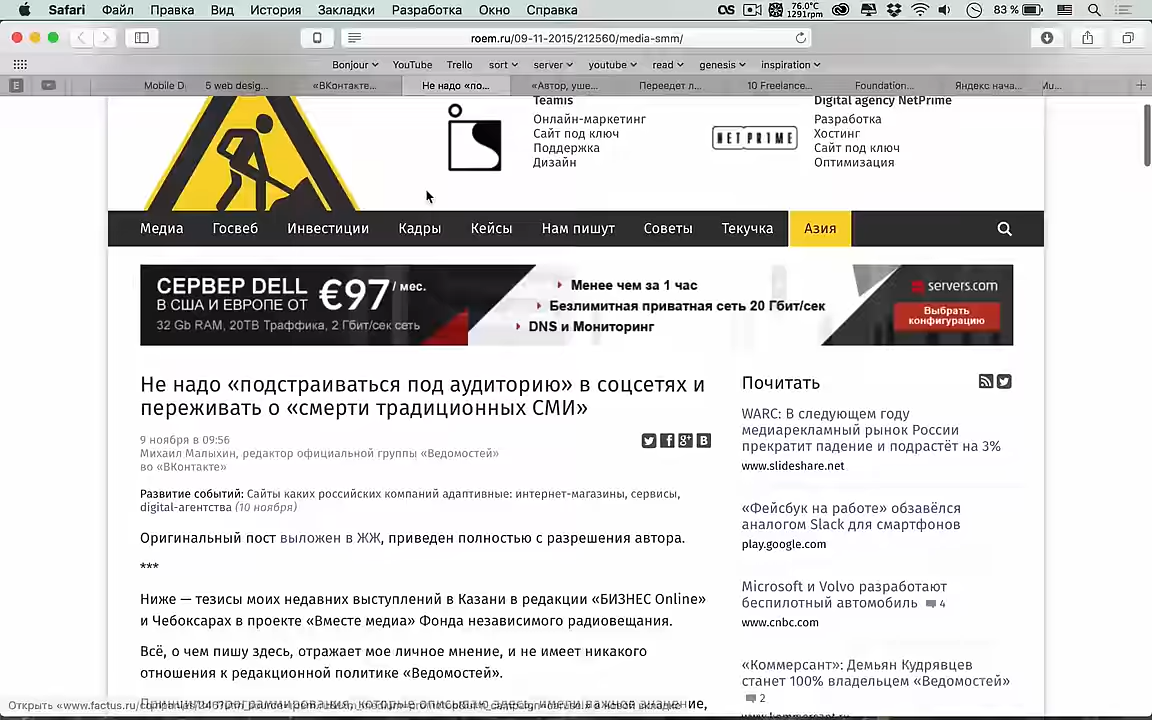 Safari Файл Правка Вид История Закладки Разработка Окно Справка
76.0°C
1291rpm
83 %
roem.ru/09-11-2015/212560/media-smm/
Bonjour YouTube Trello sort server youtube read genesis inspiration
Mobile D 5 web desig... «ВКонтакте... Не надо «по... «Автор, уше... Переедет л... 10 Freelance... Foundation... Яндекс нача... Mu...
Teamis
Онлайн-маркетинг
Сайт под ключ
Поддержка
Дизайн
NETPRIME
Digital agency NetPrime
Разработка
Хостинг
Сайт под ключ
Оптимизация
Медиа Госвеб Инвестиции Кадры Кейсы Нам пишут Советы Текучка Азия
СЕРВЕР DELL
В США И ЕВРОПЕ ОТ
€97 / мес.
32 Gb RAM, 20TB Траффика, 2 Гбит/сек сеть
Менее чем за 1 час
Безлимитная приватная сеть 20 Гбит/сек
DNS и Мониторинг
servers.com
Выбрать
конфигурацию
Не надо «подстраиваться под аудиторию» в соцсетях и
переживать о «смерти традиционных СМИ»
9 ноября в 09:56
Михаил Малыхин, редактор официальной группы «Ведомостей»
во «ВКонтакте»
Развитие событий: Сайты каких российских компаний адаптивные: интернет-магазины, сервисы,
digital-агентства (10 ноября)
Оригинальный пост выложен в ЖЖ, приведен полностью с разрешения автора.
***
Ниже — тезисы моих недавних выступлений в Казани в редакции «БИЗНЕС Online»
и Чебоксарах в проекте «Вместе медиа» Фонда независимого радиовещания.
Всё, о чем пишу здесь, отражает мое личное мнение, и не имеет никакого
отношения к редакционной политике «Ведомостей».
Почитать
WARC: В следующем году
медиарекламный рынок России
прекратит падение и подрастёт на 3%
www.slideshare.net
«Фейсбук на работе» обзавёлся
аналогом Slack для смартфонов
play.google.com
Microsoft и Volvo разработают
беспилотный автомобиль 4
www.cnbc.com
«Коммерсант»: Демьян Кудрявцев
станет 100% владельцем «Ведомостей»
2
Открыть «www.factus.ru/